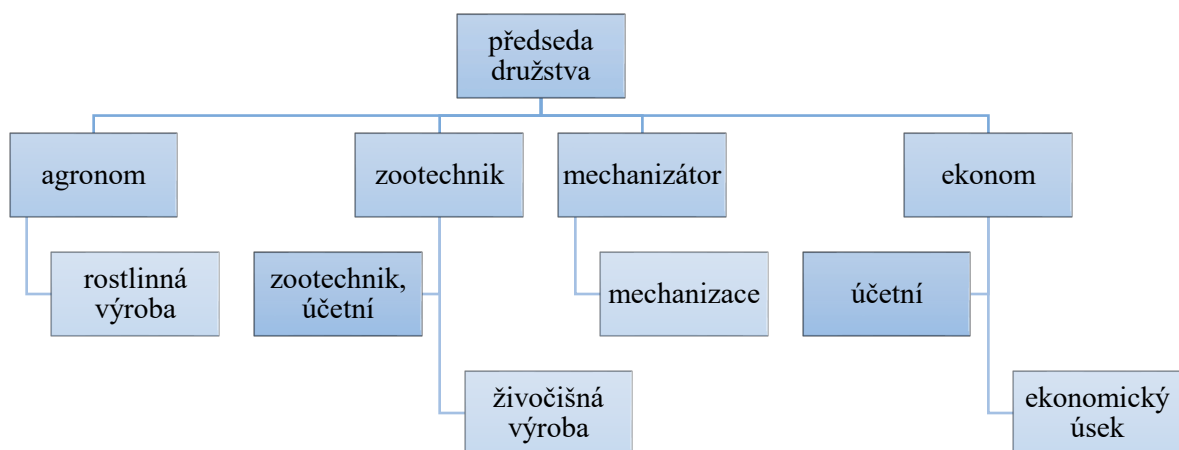 předseda
družstva
agronom
zootechnik
mechanizátor
ekonom
rostlinná
výroba
zootechnik,
účetní
mechanizace
účetní
živočišná
výroba
ekonomický
úsek